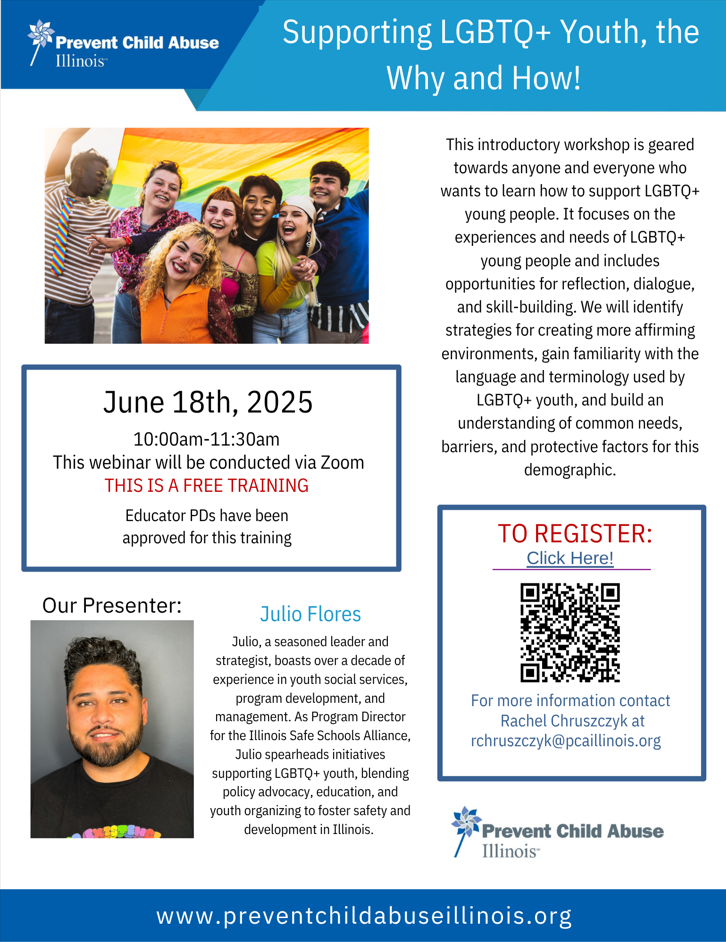 Prevent Child Abuse
Illinois
Supporting LGBTQ+ Youth, the
Why and How!
This introductory workshop is geared
towards anyone and everyone who
wants to learn how to support LGBTQ+
young people. It focuses on the
experiences and needs of LGBTQ+
young people and includes
opportunities for reflection, dialogue,
and skill-building. We will identify
strategies for creating more affirming
environments, gain familiarity with the
language and terminology used by
LGBTQ+ youth, and build an
understanding of common needs,
barriers, and protective factors for this
demographic.
June 18th, 2025
10:00am-11:30am
This webinar will be conducted via Zoom
THIS IS A FREE TRAINING
Educator PDs have been
approved for this training
TO REGISTER:
Click Here!
For more information contact
Rachel Chruszczyk at
rchruszczyk@pcaillinois.org
Our Presenter:
Julio Flores
Julio, a seasoned leader and
strategist, boasts over a decade of
experience in youth social services,
program development, and
management. As Program Director
for the Illinois Safe Schools Alliance,
Julio spearheads initiatives
supporting LGBTQ+ youth, blending
policy advocacy, education, and
youth organizing to foster safety and
development in Illinois.
Prevent Child Abuse
Illinois
www.preventchildabuseillinois.org